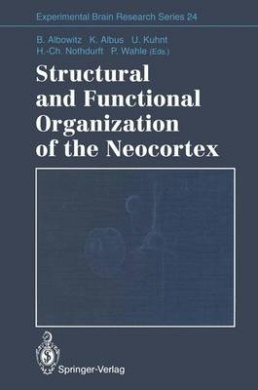 Experimental Brain Research Series 24
B. Albowitz K. Albus U. Kuhnt
H.-Ch. Nothdurft P. Wahle (Eds.)
Structural
and Functional
Organization
of the Neocortex
Springer-Verlag